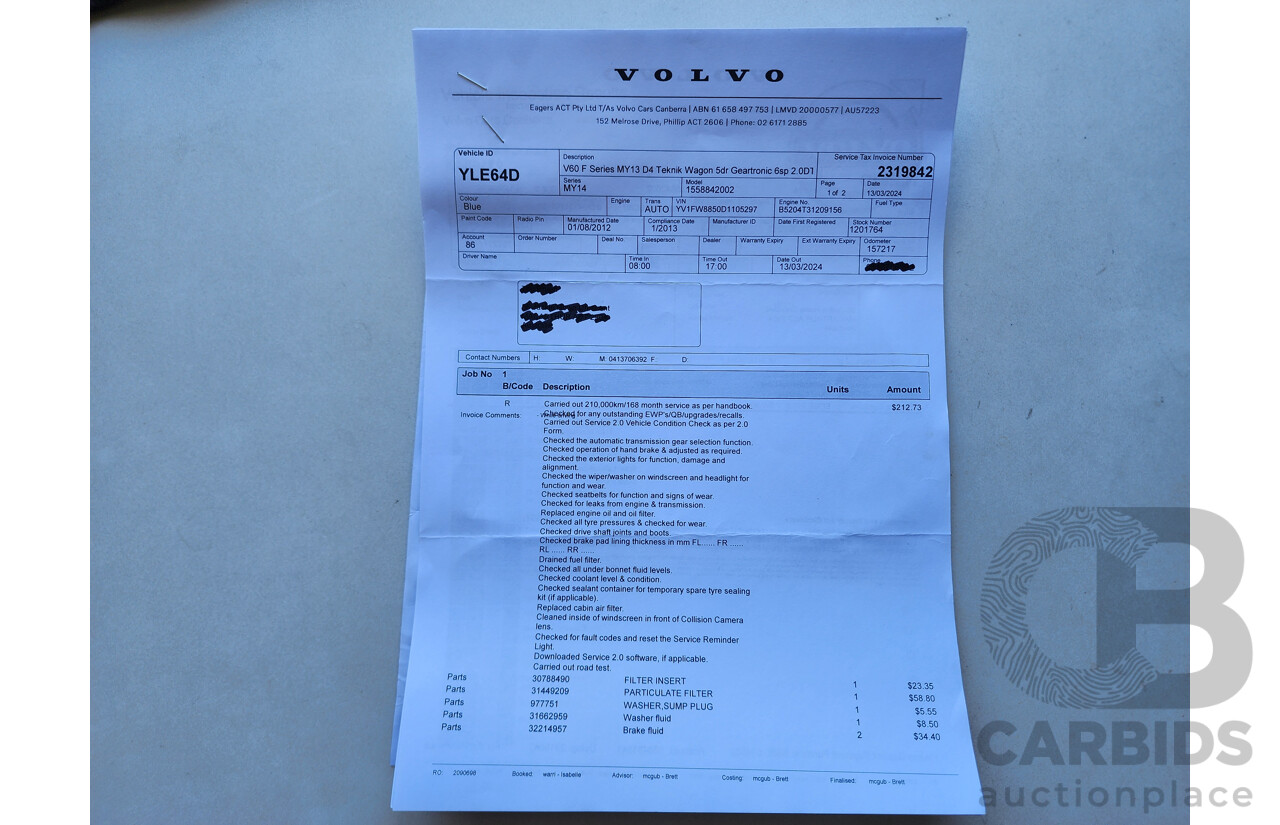 VOLVO
Eagers ACT Pty Ltd T/As Volvo Cars Canberra | ABN 61 658 497 753 | LMVD 20000577 | AU57223
152 Melrose Drive, Phillip ACT 2606 | Phone: 02 6171 2885
Vehicle ID Description Service Tax Invoice Number
YLE64D V60 F Series MY13 D4 Teknik Wagon 5dr Geartronic 6sp 2.0DT 2319842
Series Model Page Date
MY14 1558842002 1 of 2 13/03/2024
Colour Engine Trans VIN Engine No. Fuel Type
Blue AUTO YV1FW8850D1105297 B5204T31209156
Paint Code Radio Pin Manufactured Date Compliance Date Manufacturer ID Date First Registered Stock Number
01/08/2012 1/2013 1201764
Account Order Number Deal No. Salesperson Dealer Warranty Expiry Ext Warranty Expiry Odometer
86 157217
Driver Name Time In Time Out Date Out Phone
08:00 17:00 13/03/2024
Contact Numbers H: W: M: 0413706392 F: D:
Job No 1
B/Code Description Units Amount
R Carried out 210,000km/168 month service as per handbook. $212.73
Invoice Comments: Checked for any outstanding EWP's/QB/upgrades/recalls.
Carried out Service 2.0 Vehicle Condition Check as per 2.0
Form.
Checked the automatic transmission gear selection function.
Checked operation of hand brake & adjusted as required.
Checked the exterior lights for function, damage and
alignment.
Checked the wiper/washer on windscreen and headlight for
function and wear.
Checked seatbelts for function and signs of wear.
Checked for leaks from engine & transmission.
Replaced engine oil and oil filter.
Checked all tyre pressures & checked for wear.
Checked drive shaft joints and boots.
Checked brake pad lining thickness in mm FL...... FR ......
RL ...... RR ......
Drained fuel filter.
Checked all under bonnet fluid levels.
Checked coolant level & condition.
Checked sealant container for temporary spare tyre sealing
kit (if applicable).
Replaced cabin air filter.
Cleaned inside of windscreen in front of Collision Camera
lens.
Checked for fault codes and reset the Service Reminder
Light.
Downloaded Service 2.0 software, if applicable.
Carried out road test.
Parts 30788490 FILTER INSERT 1 $23.35
Parts 31449209 PARTICULATE FILTER 1 $58.80
Parts 977751 WASHER,SUMP PLUG 1 $5.55
Parts 31662959 Washer fluid 1 $8.50
Parts 32214957 Brake fluid 2 $34.40
RO: 2090698 Booked: warri - Isabelle Advisor: mcgub - Brett Costing: mcgub - Brett Finalised: mcgub - Brett
CB
CARBIDS
auctionplace